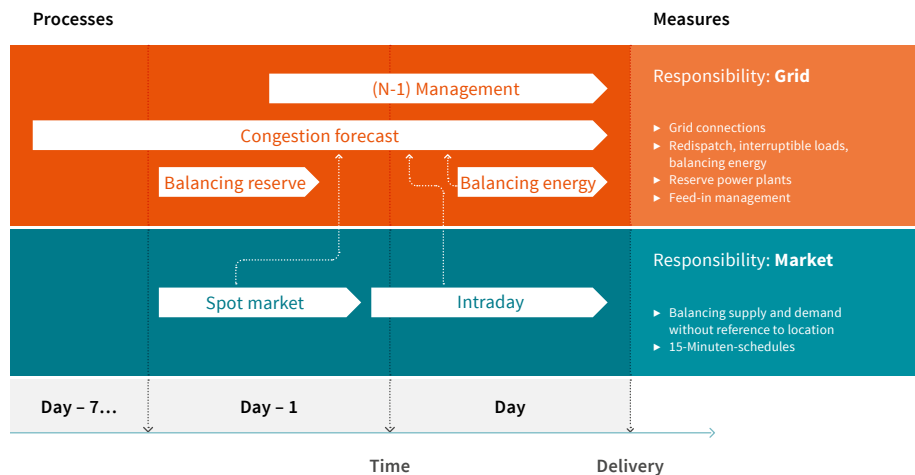 Processes
Measures
(N-1) Management
Congestion forecast
Balancing reserve
Balancing energy
Responsibility: Grid
► Grid connections
► Redispatch, interruptible loads,
balancing energy
► Reserve power plants
► Feed-in management
Spot market
Intraday
Responsibility: Market
► Balancing supply and demand
without reference to location
► 15-Minuten-schedules
Day – 7...
Day – 1
Day
Time
Delivery